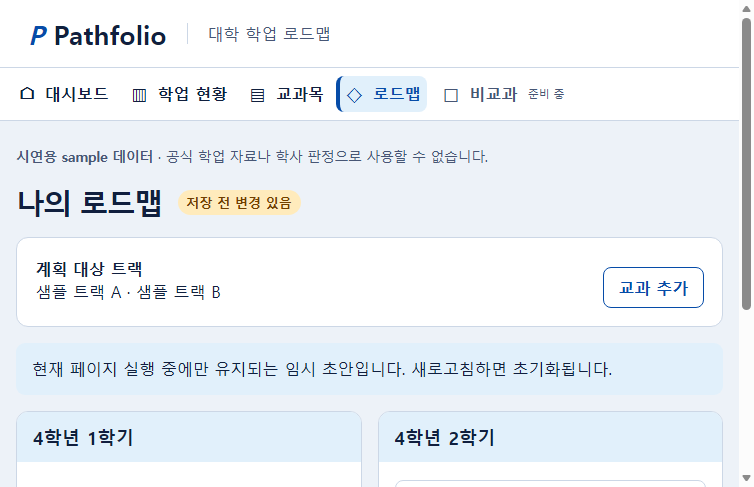 Pathfolio
대학 학업 로드맵
대시보드
학업 현황
교과목
로드맵
비교과 준비 중
시연용 sample 데이터 · 공식 학업 자료나 학사 판정으로 사용할 수 없습니다.
나의 로드맵
저장 전 변경 있음
계획 대상 트랙
샘플 트랙 A · 샘플 트랙 B
교과 추가
현재 페이지 실행 중에만 유지되는 임시 초안입니다. 새로고침하면 초기화됩니다.
4학년 1학기
4학년 2학기